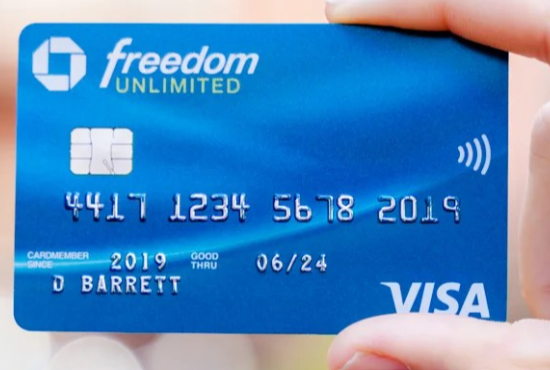 freedom
UNLIMITED
4417 1234 5678 2019
CARDMEMBER SINCE 2019 GOOD THRU 06/24
D BARRETT
VISA